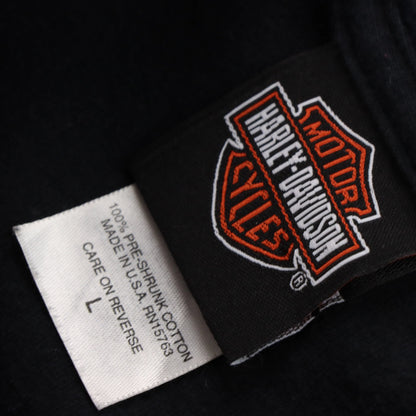 MOTOR
HARLEY-DAVIDSON
CYCLES
®
100% PRE-SHRUNK COTTON
MADE IN U.S.A. RN15763
CARE ON REVERSE
L